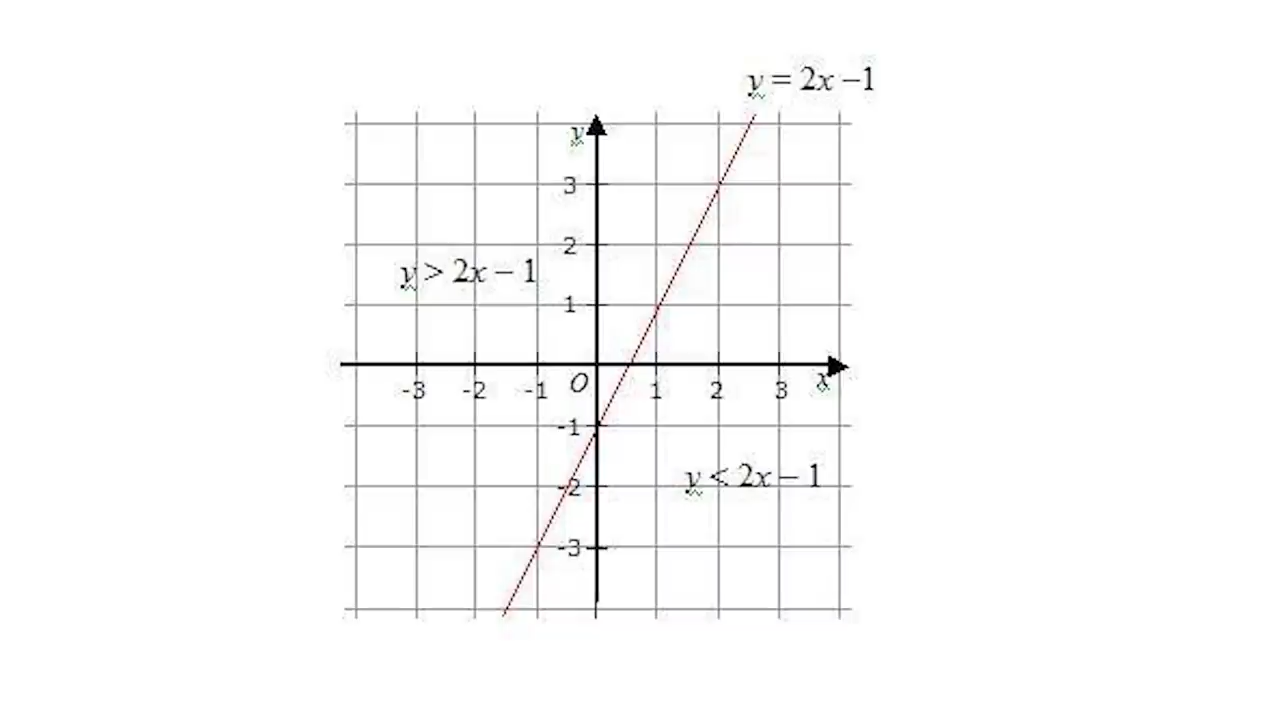 y = 2x −1
y
3
2
y > 2x − 1
1
-3 -2 -1 O 1 2 3 x
-1
y < 2x − 1
-2
-3